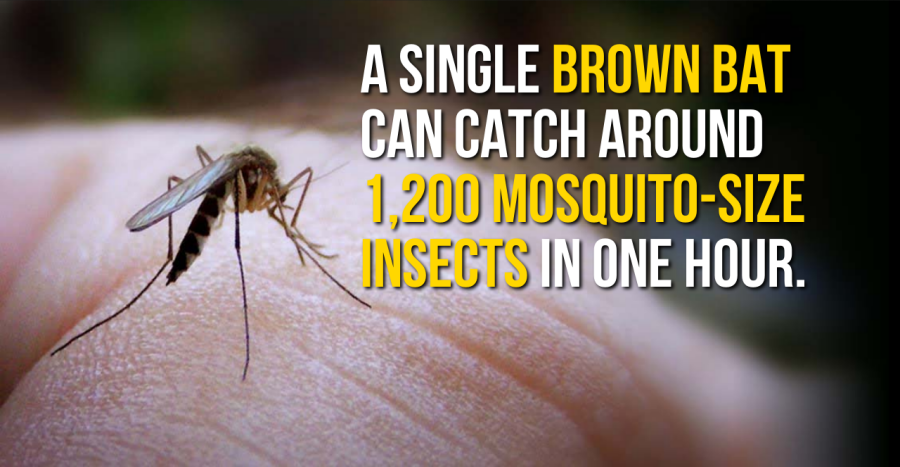 A SINGLE BROWN BAT
CAN CATCH AROUND
1,200 MOSQUITO-SIZE
INSECTS IN ONE HOUR.